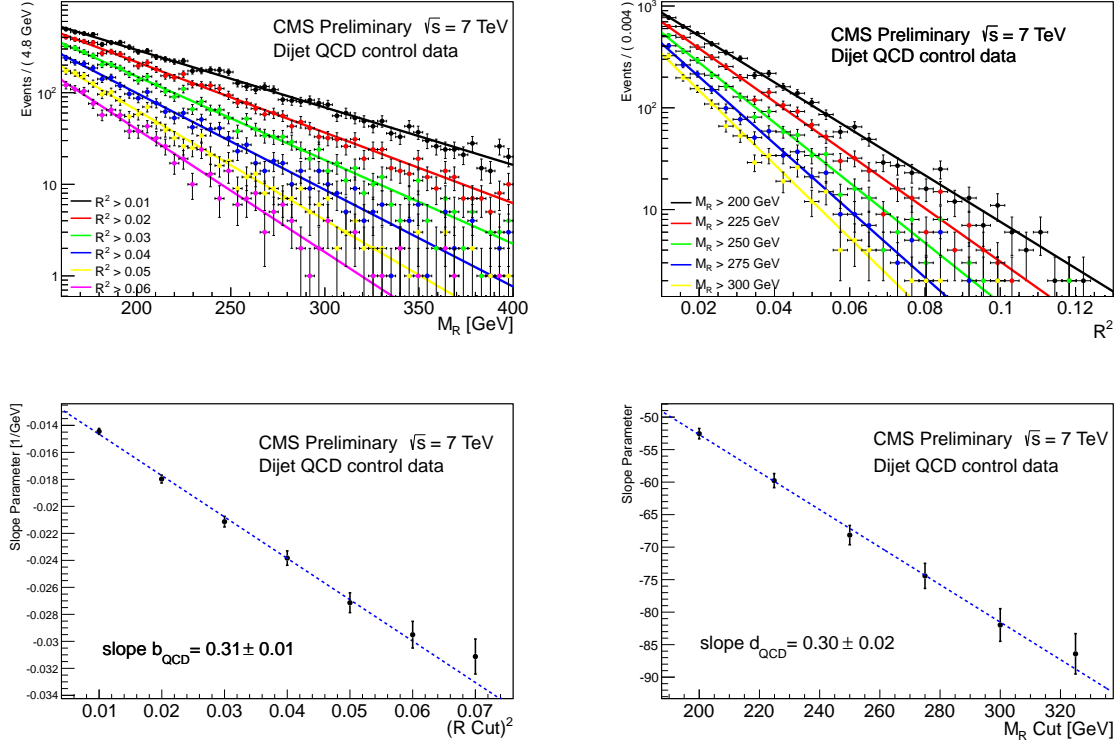 CMS Preliminary √s = 7 TeV
Dijet QCD control data
Events / ( 4.8 GeV )
10²
10
1
R² > 0.01
R² > 0.02
R² > 0.03
R² > 0.04
R² > 0.05
R² > 0.06
200 250 300 350 400
M_R [GeV]
CMS Preliminary √s = 7 TeV
Dijet QCD control data
Events / ( 0.004 )
10³
10²
10
M_R > 200 GeV
M_R > 225 GeV
M_R > 250 GeV
M_R > 275 GeV
M_R > 300 GeV
0.02 0.04 0.06 0.08 0.1 0.12
R²
CMS Preliminary √s = 7 TeV
Dijet QCD control data
Slope Parameter [1/GeV]
-0.014
-0.016
-0.018
-0.02
-0.022
-0.024
-0.026
-0.028
-0.03
-0.032
-0.034
slope b_QCD = 0.31 ± 0.01
0.01 0.02 0.03 0.04 0.05 0.06 0.07
(R Cut)²
CMS Preliminary √s = 7 TeV
Dijet QCD control data
Slope Parameter
-50
-55
-60
-65
-70
-75
-80
-85
-90
slope d_QCD = 0.30 ± 0.02
200 220 240 260 280 300 320
M_R Cut [GeV]